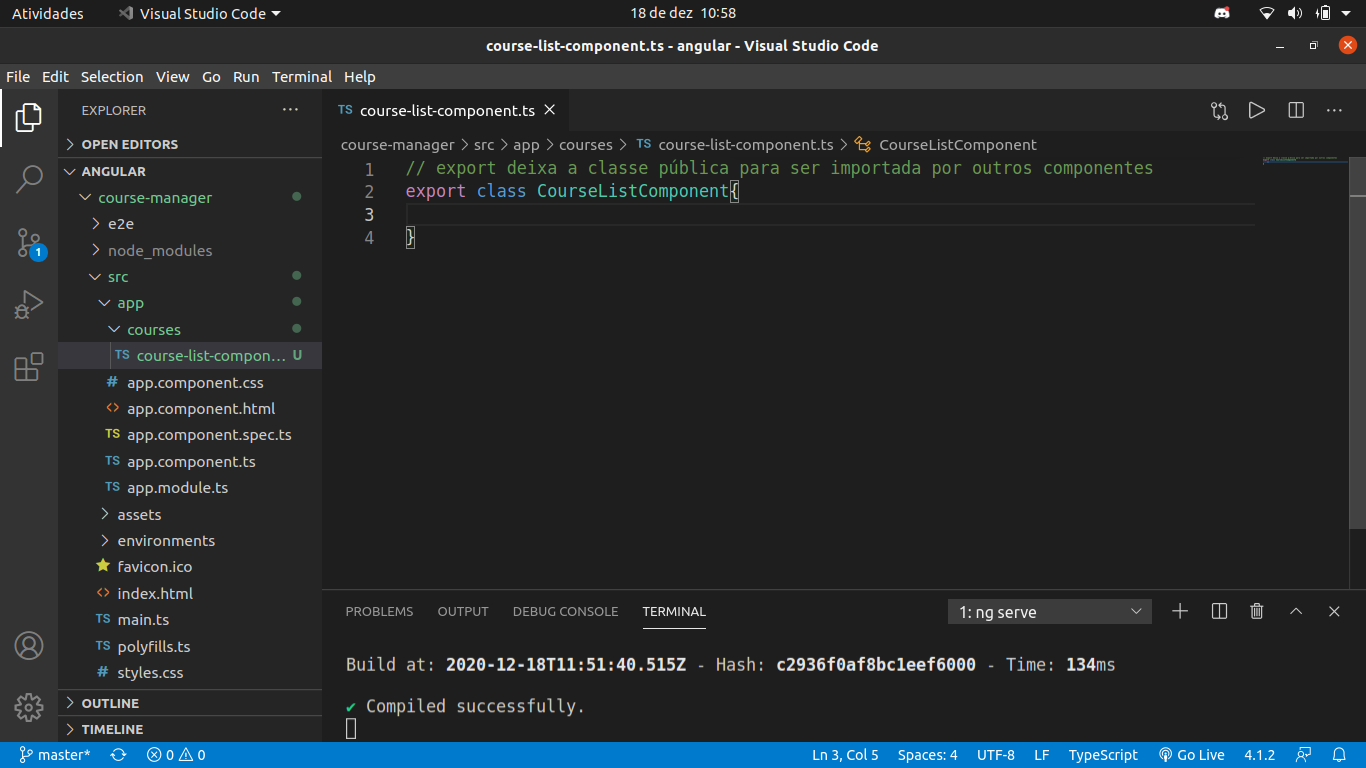 Atividades Visual Studio Code 18 de dez 10:58
course-list-component.ts - angular - Visual Studio Code
File Edit Selection View Go Run Terminal Help
EXPLORER
OPEN EDITORS
ANGULAR
course-manager
e2e
node_modules
src
app
courses
TS course-list-compon... U
# app.component.css
<> app.component.html
TS app.component.spec.ts
TS app.component.ts
TS app.module.ts
assets
environments
favicon.ico
<> index.html
TS main.ts
TS polyfills.ts
# styles.css
OUTLINE
TIMELINE
1
TS course-list-component.ts
course-manager > src > app > courses > TS course-list-component.ts > CourseListComponent
1 // export deixa a classe pública para ser importada por outros componentes
2 export class CourseListComponent{
3
4 }
PROBLEMS OUTPUT DEBUG CONSOLE TERMINAL 1: ng serve
Build at: 2020-12-18T11:51:40.515Z - Hash: c2936f0af8bc1eef6000 - Time: 134ms
✔ Compiled successfully.
master* 0 0 Ln 3, Col 5 Spaces: 4 UTF-8 LF TypeScript Go Live 4.1.2